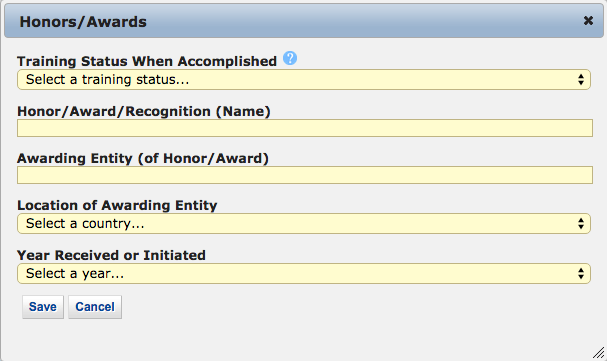 Honors/Awards
Training Status When Accomplished ?
Select a training status...
Honor/Award/Recognition (Name)
Awarding Entity (of Honor/Award)
Location of Awarding Entity
Select a country...
Year Received or Initiated
Select a year...
Save Cancel